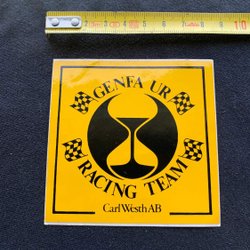 GENFA UR
RACING TEAM
Carl Westh AB